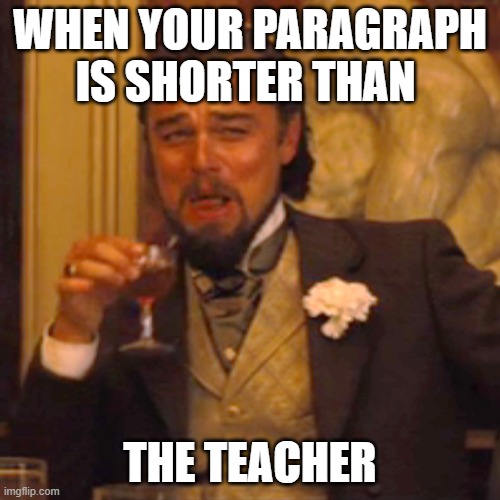 WHEN YOUR PARAGRAPH
IS SHORTER THAN
THE TEACHER
imgflip.com